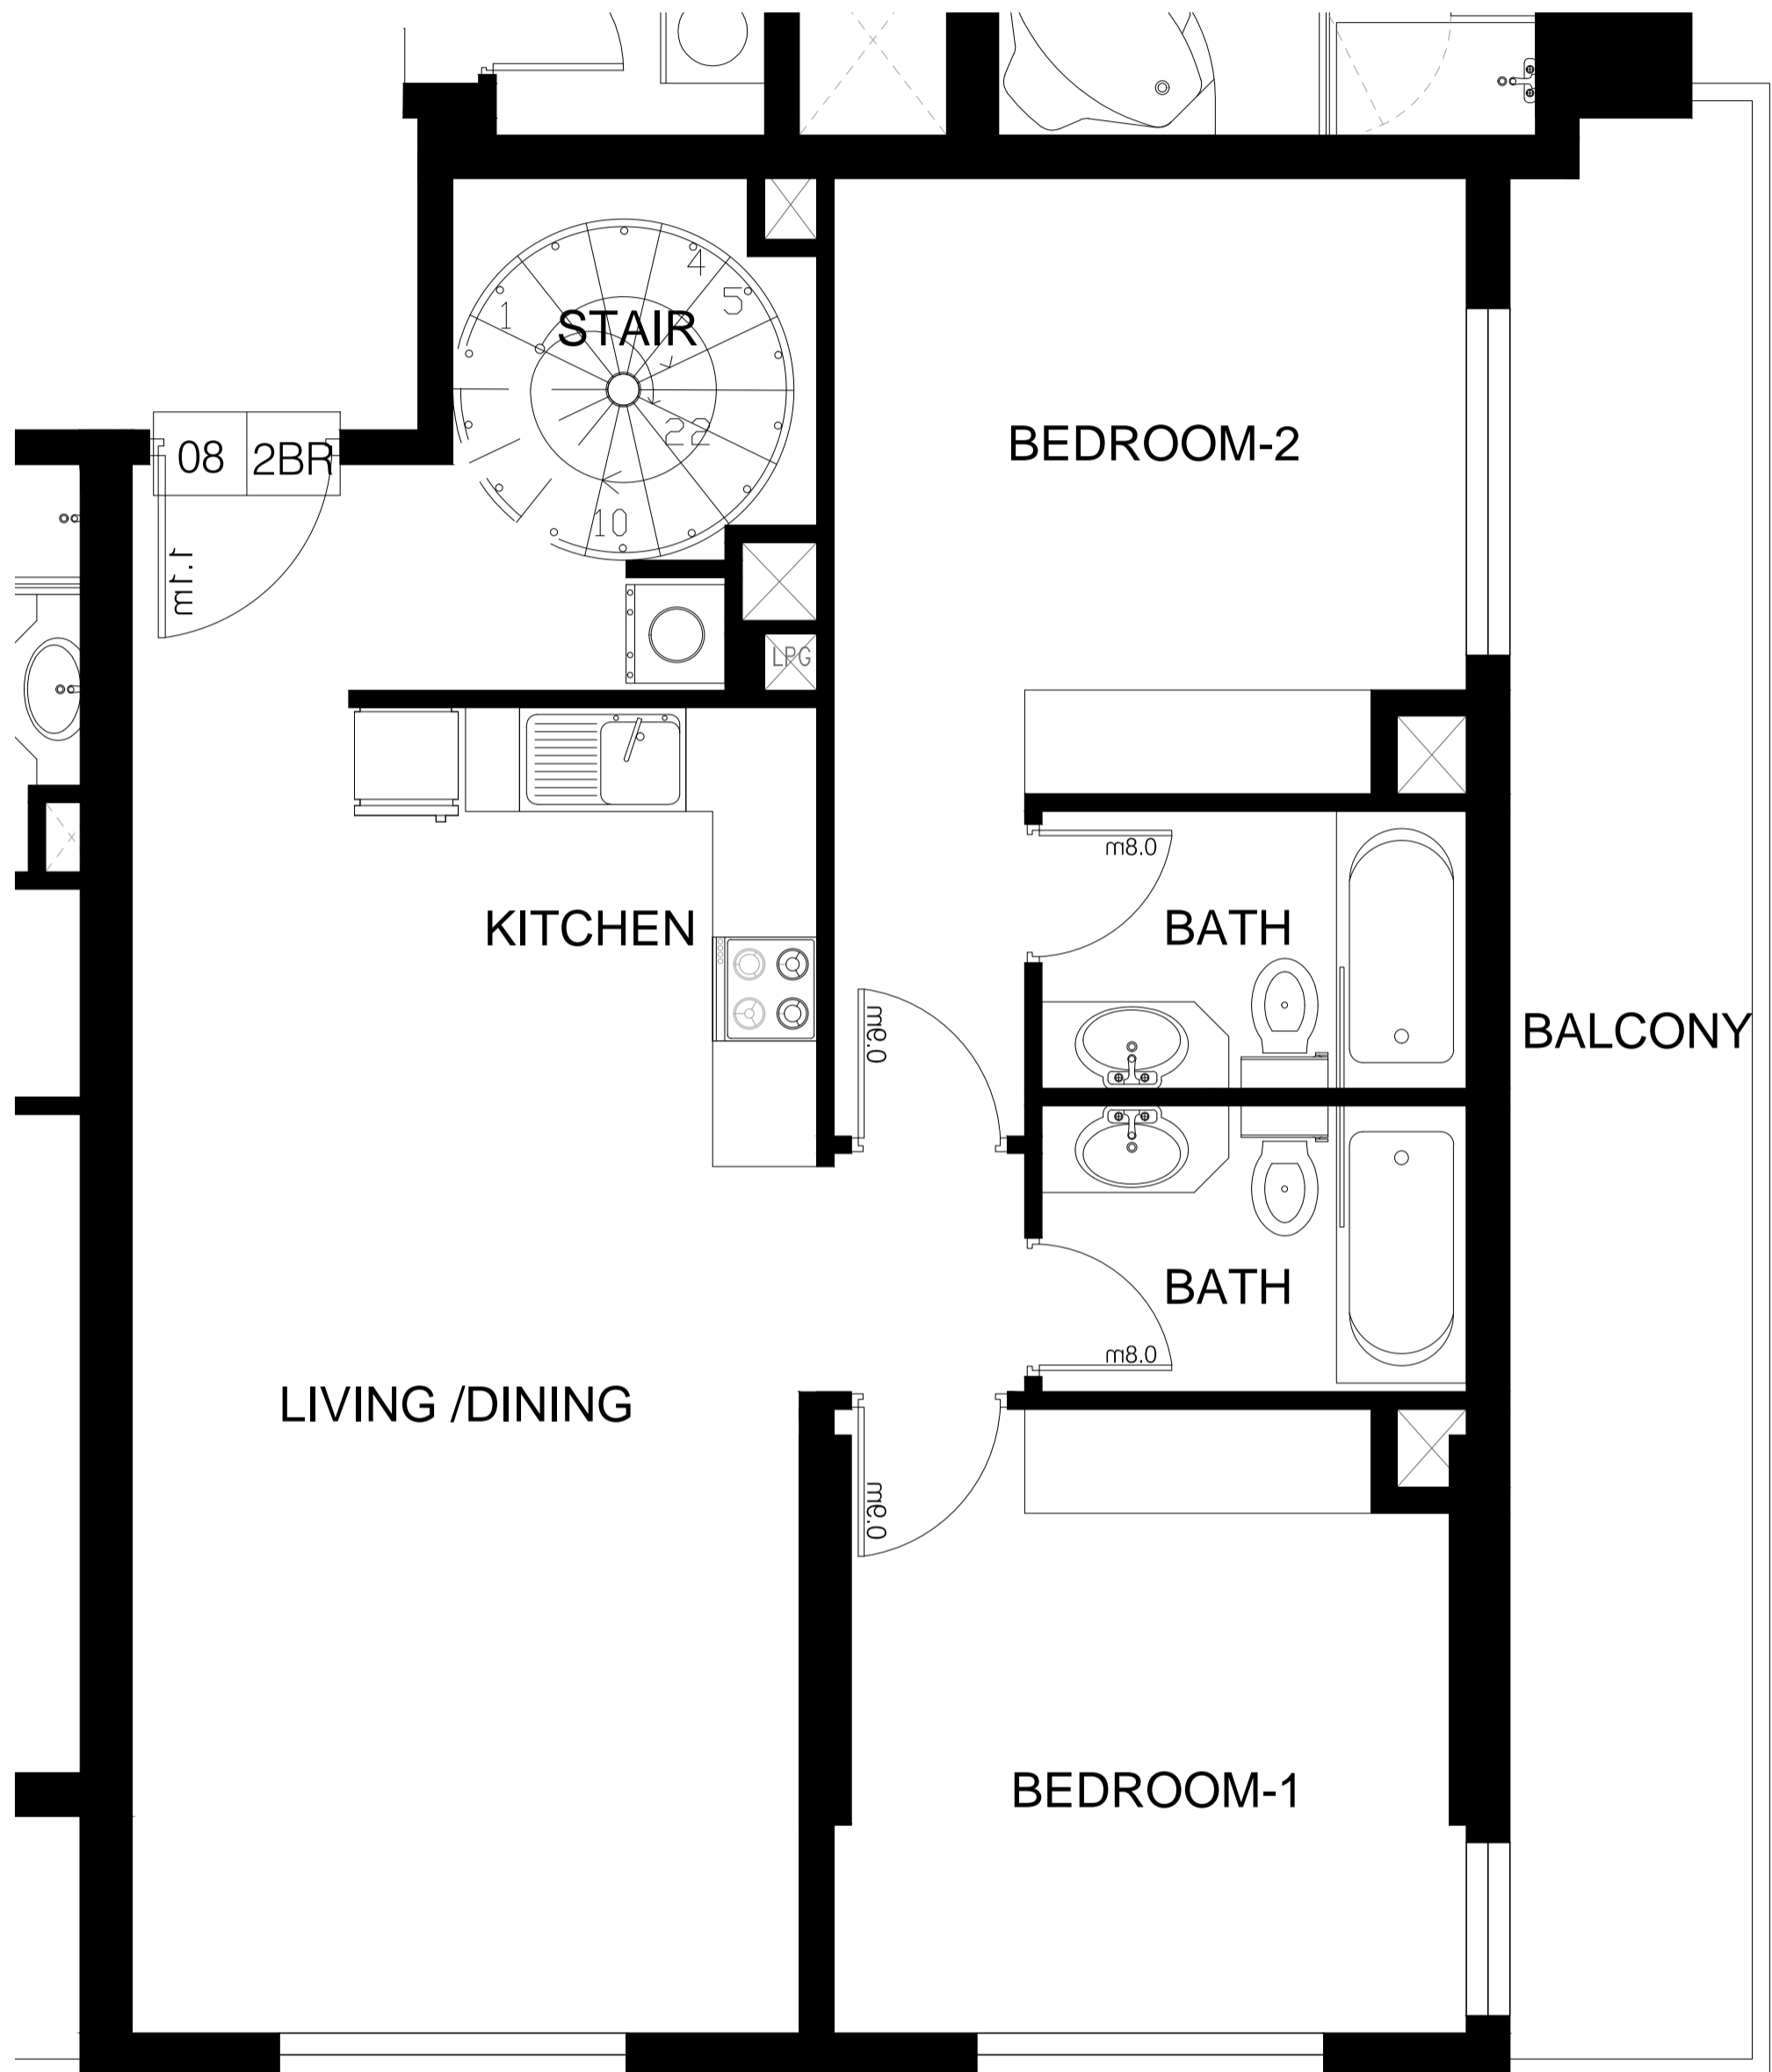 4
5
1
STAIR
22
10
08 2BR
1.1m
LPG
BEDROOM-2
0.8m
KITCHEN
BATH
0.9m
BALCONY
BATH
0.8m
LIVING /DINING
0.9m
BEDROOM-1